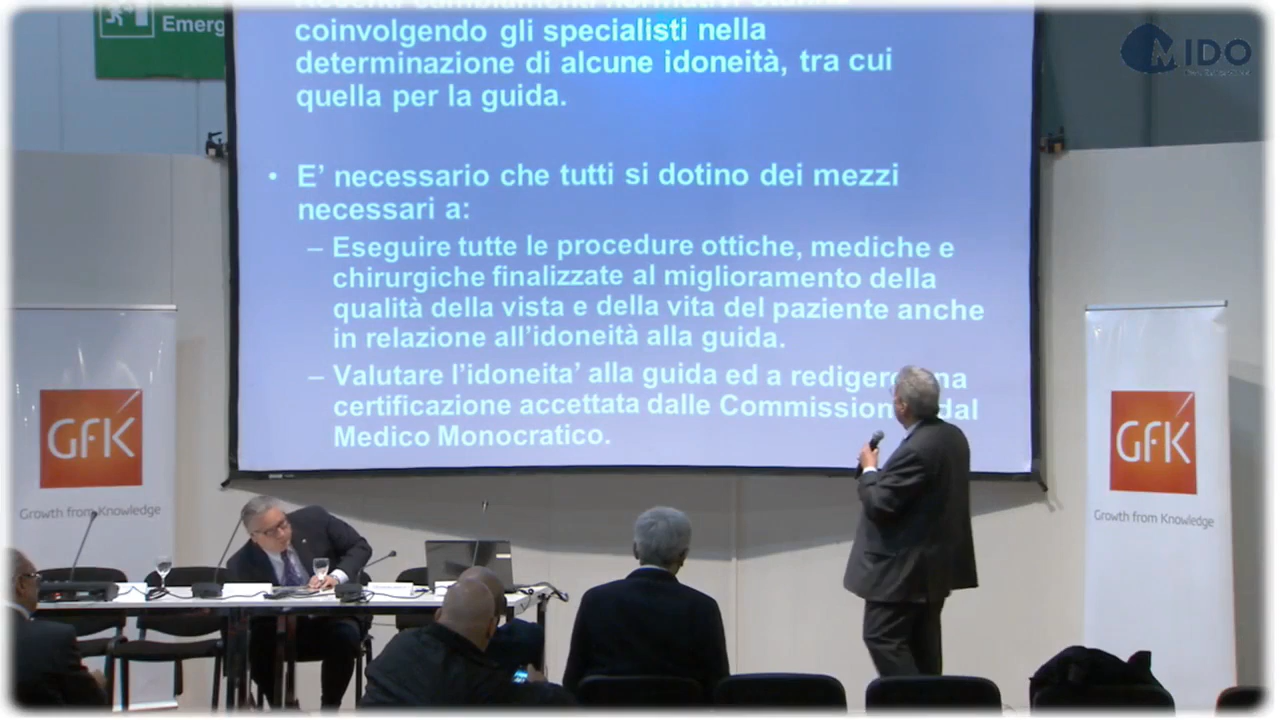 Emerg
MIDO
coinvolgendo gli specialisti nella
determinazione di alcune idoneità, tra cui
quella per la guida.
• E' necessario che tutti si dotino dei mezzi
necessari a:
– Eseguire tutte le procedure ottiche, mediche e
chirurgiche finalizzate al miglioramento della
qualità della vista e della vita del paziente anche
in relazione all'idoneità alla guida.
– Valutare l'idoneita' alla guida ed a redigere na
certificazione accettata dalle Commission dal
Medico Monocratico.
GFK
Growth from Knowledge
GFK
Growth from Knowledge